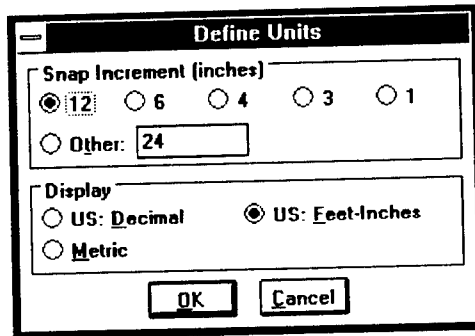 Define Units
Snap Increment (inches)
12 6 4 3 1
Other: 24
Display
US: Decimal US: Feet-Inches
Metric
OK Cancel